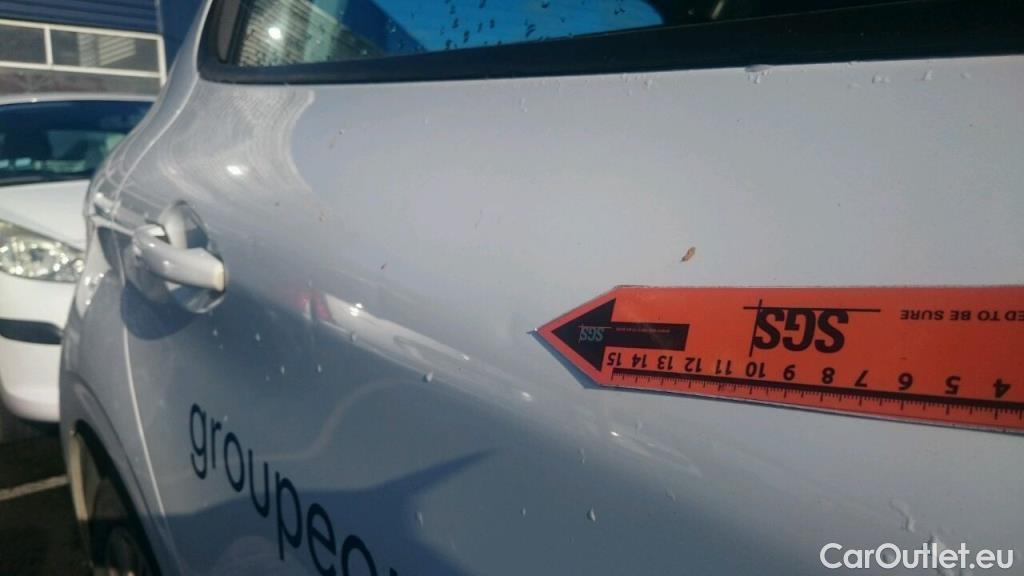 ED TO BE SURE
SGS
SGS
15 14 13 12 11 10 9 8 7 6 5 4
groupeo
CarOutlet.eu